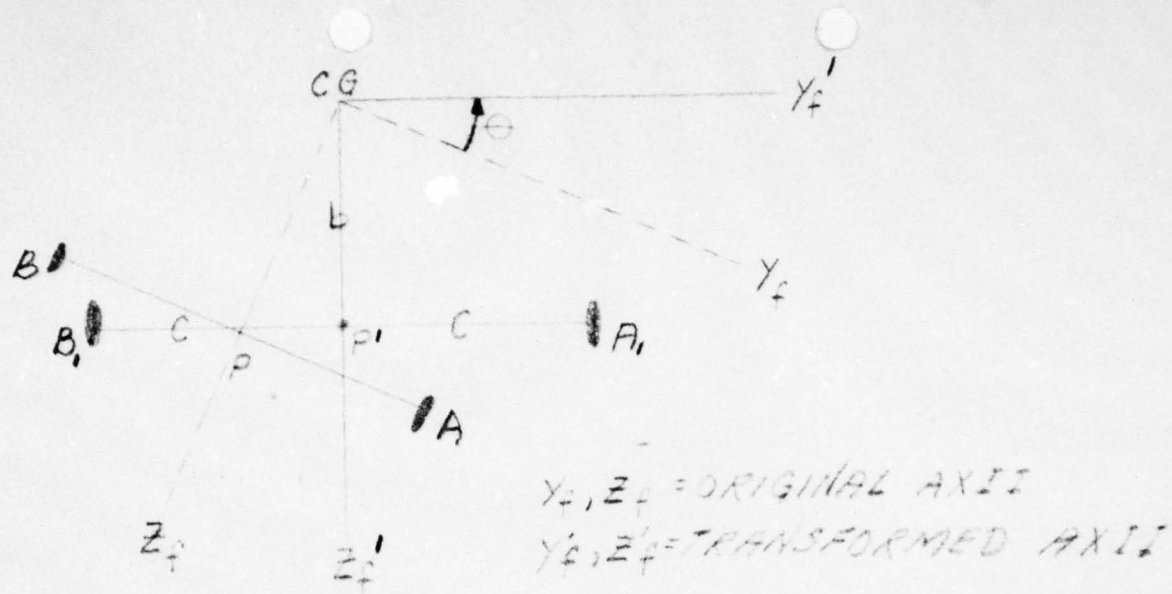 CG
Y_f'
θ
b
Y_f
B
B₁
C
P
P'
C
A₁
A
Y_f, Z_f = ORIGINAL AXII
Y_f', Z_f' = TRANSFORMED AXII
Z_f
Z_f'